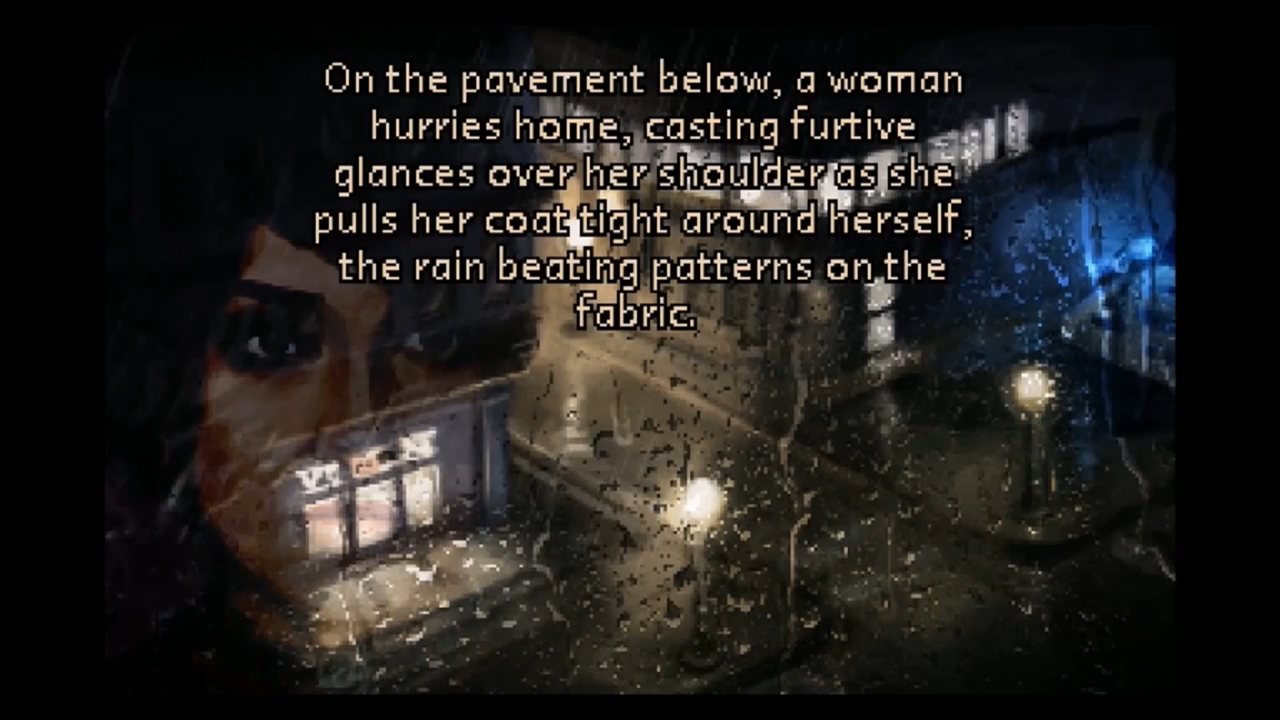 On the pavement below, a woman
hurries home, casting furtive
glances over her shoulder as she
pulls her coat tight around herself,
the rain beating patterns on the
fabric.